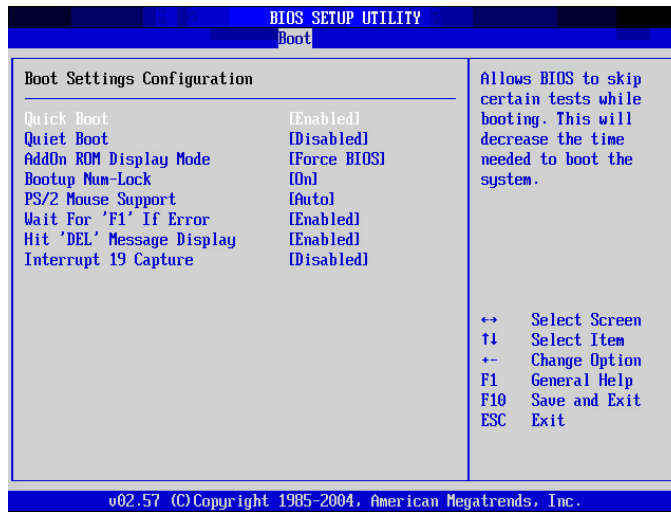 BIOS SETUP UTILITY
Boot
Boot Settings Configuration
Quick Boot [Enabled]
Quiet Boot [Disabled]
AddOn ROM Display Mode [Force BIOS]
Bootup Num-Lock [On]
PS/2 Mouse Support [Auto]
Wait For 'F1' If Error [Enabled]
Hit 'DEL' Message Display [Enabled]
Interrupt 19 Capture [Disabled]
Allows BIOS to skip
certain tests while
booting. This will
decrease the time
needed to boot the
system.
↔ Select Screen
↑↓ Select Item
+- Change Option
F1 General Help
F10 Save and Exit
ESC Exit
v02.57 (C)Copyright 1985-2004, American Megatrends, Inc.